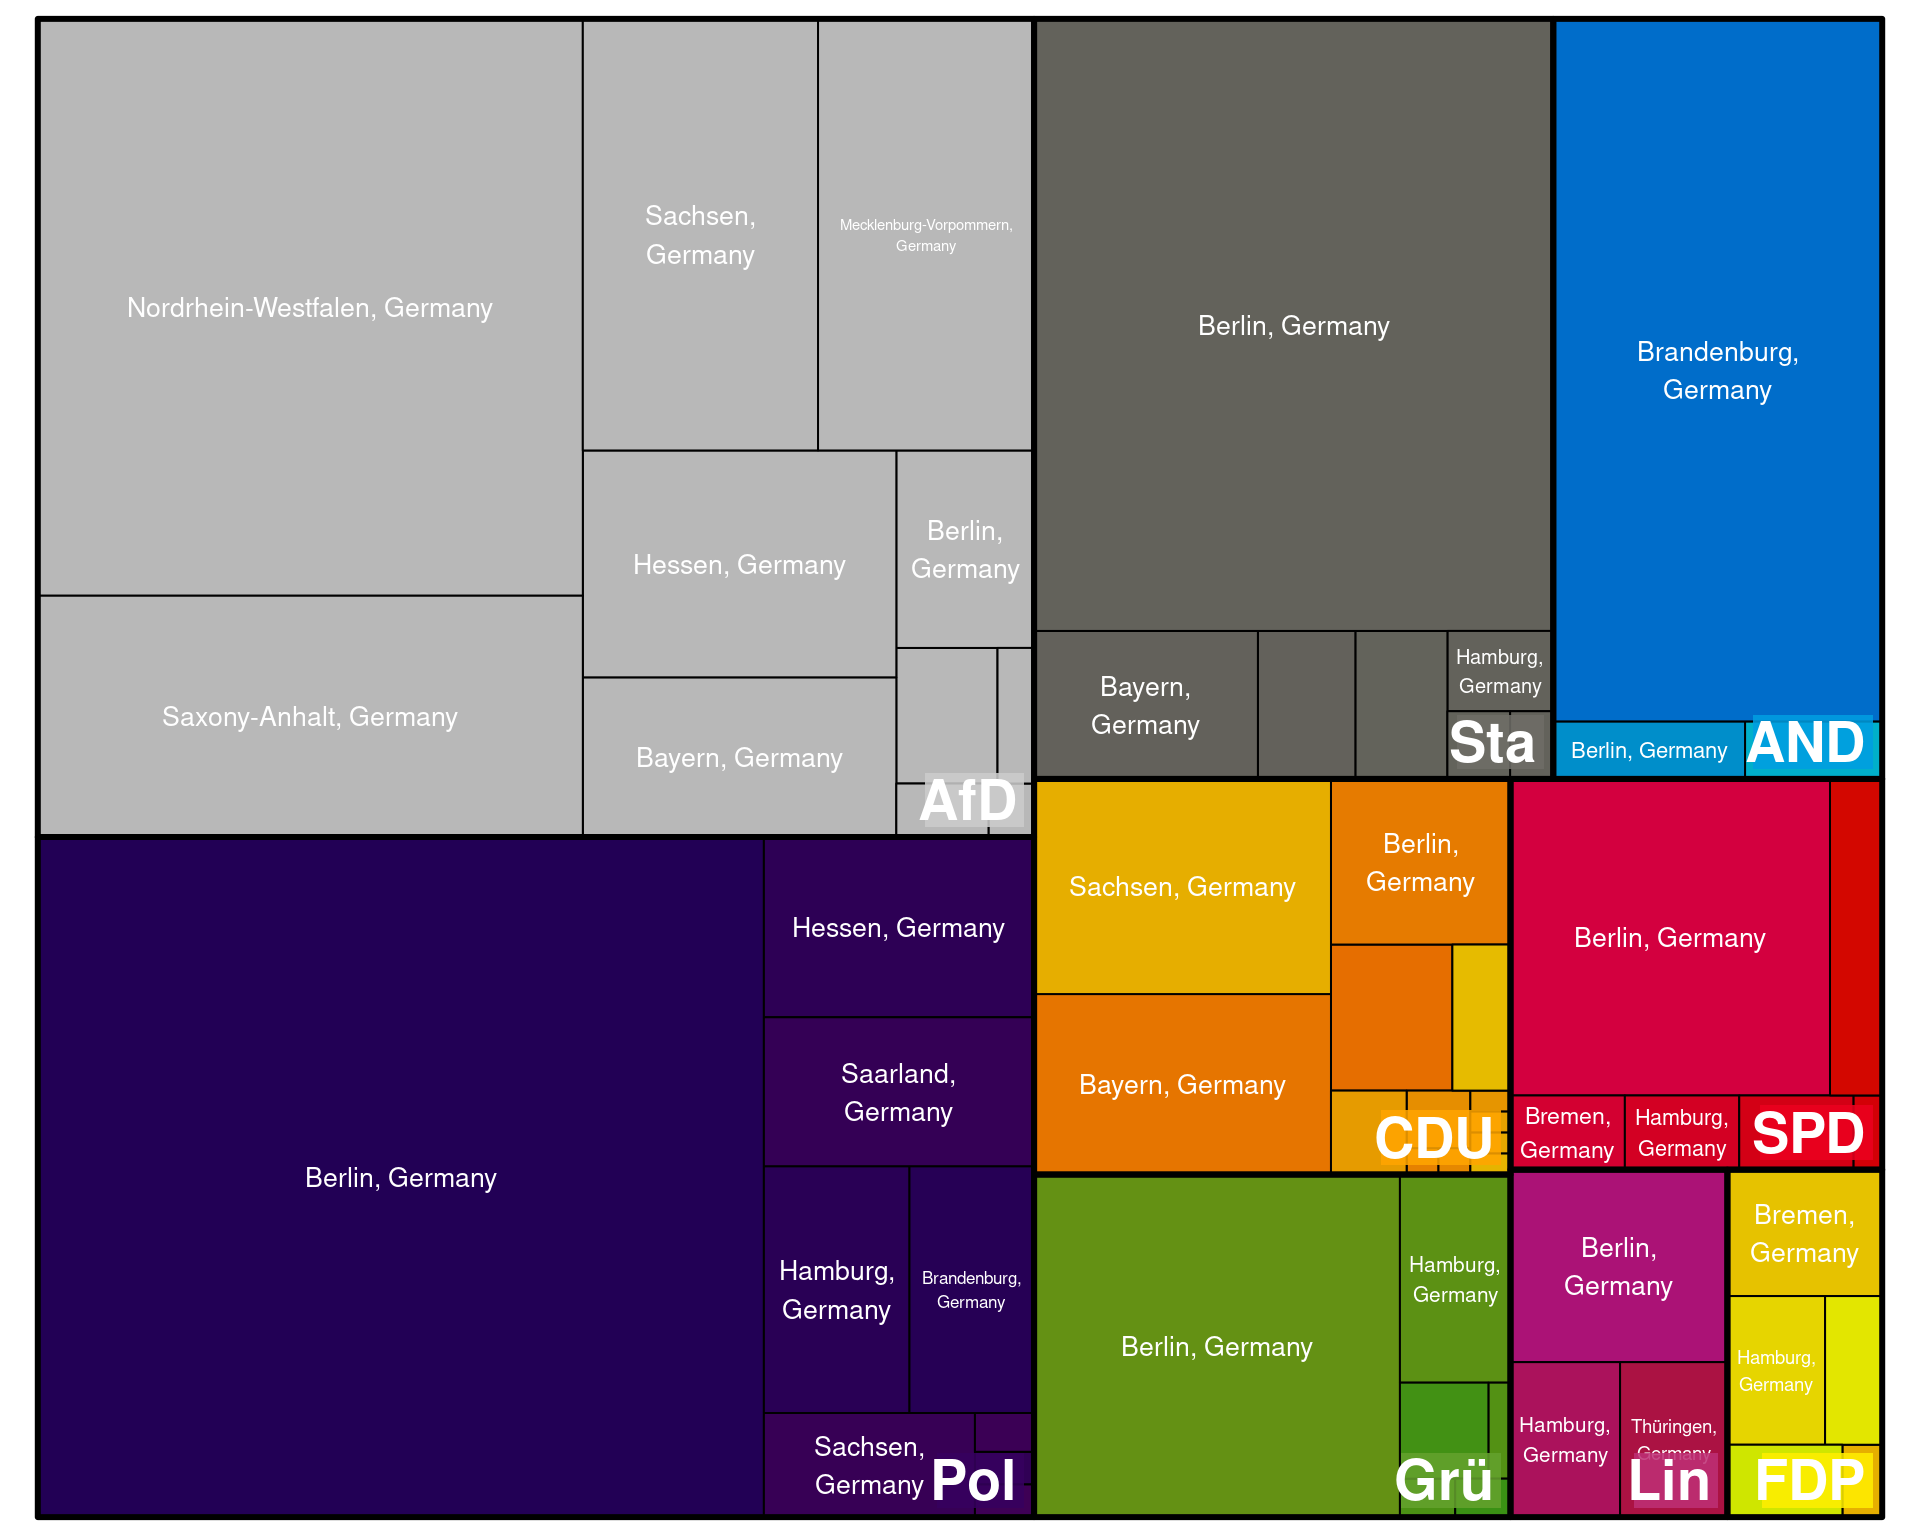 Nordrhein-Westfalen, Germany
Sachsen,
Germany
Mecklenburg-Vorpommern,
Germany
Hessen, Germany
Berlin,
Germany
Saxony-Anhalt, Germany
Bayern, Germany
AfD
Berlin, Germany
Bayern,
Germany
Hamburg,
Germany
Sta
Brandenburg,
Germany
Berlin, Germany
AND
Berlin, Germany
Hessen, Germany
Saarland,
Germany
Hamburg,
Germany
Brandenburg,
Germany
Sachsen,
Germany
Pol
Sachsen, Germany
Berlin,
Germany
Bayern, Germany
CDU
Berlin, Germany
Bremen,
Germany
Hamburg,
Germany
SPD
Berlin, Germany
Hamburg,
Germany
Grü
Berlin,
Germany
Hamburg,
Germany
Thüringen,
Germany
Lin
Bremen,
Germany
Hamburg,
Germany
FDP